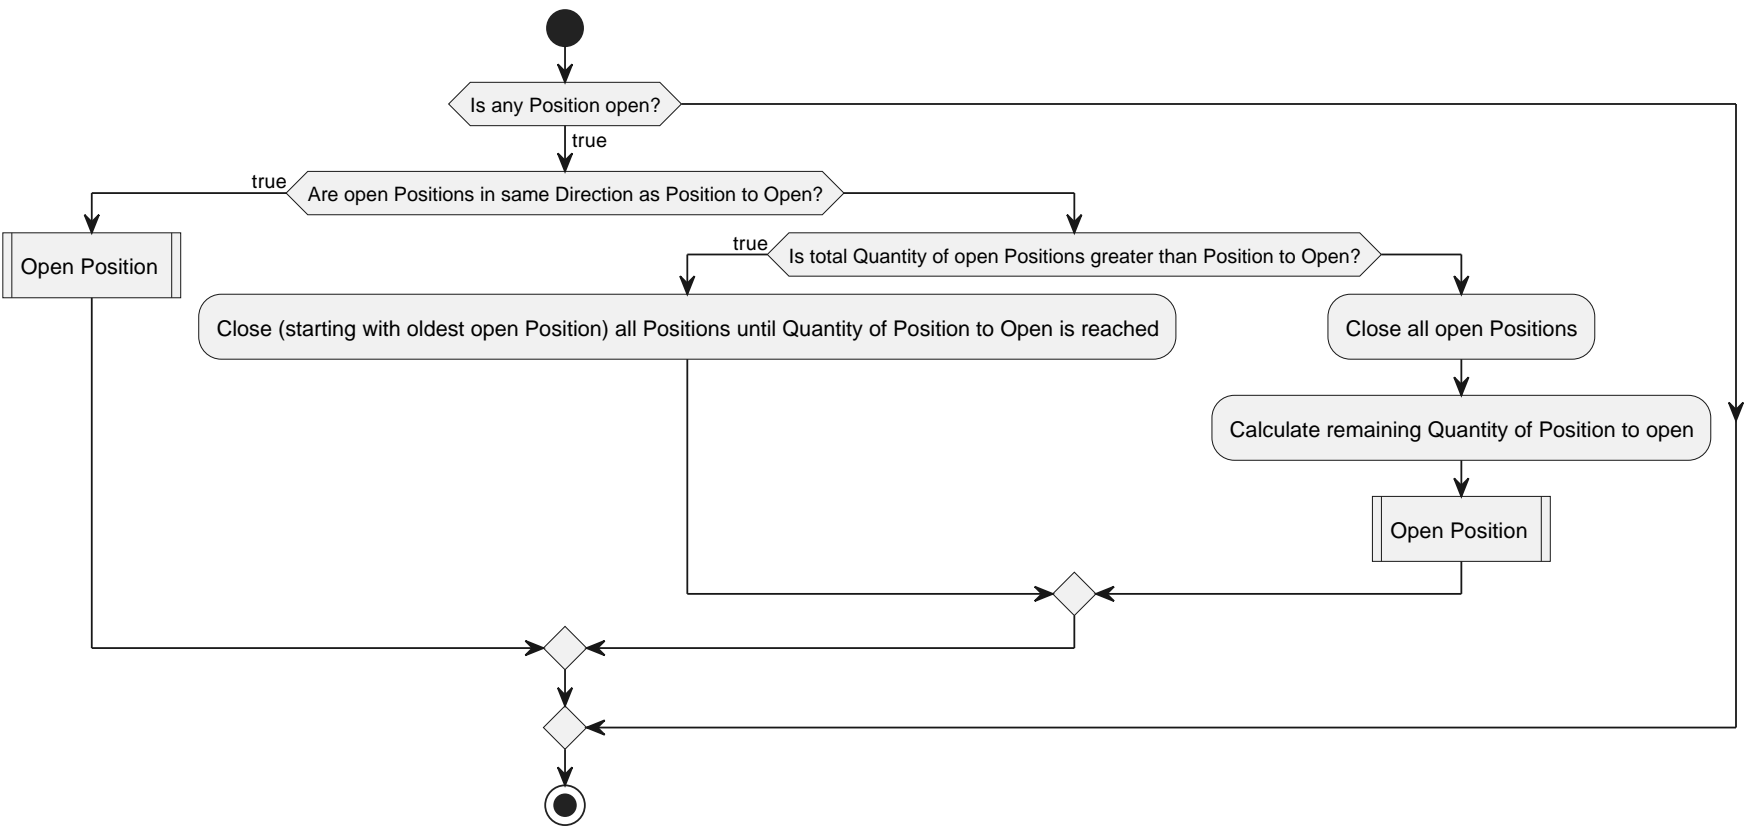 Is any Position open?
true
true
Are open Positions in same Direction as Position to Open?
Open Position
true
Is total Quantity of open Positions greater than Position to Open?
Close (starting with oldest open Position) all Positions until Quantity of Position to Open is reached
Close all open Positions
Calculate remaining Quantity of Position to open
Open Position